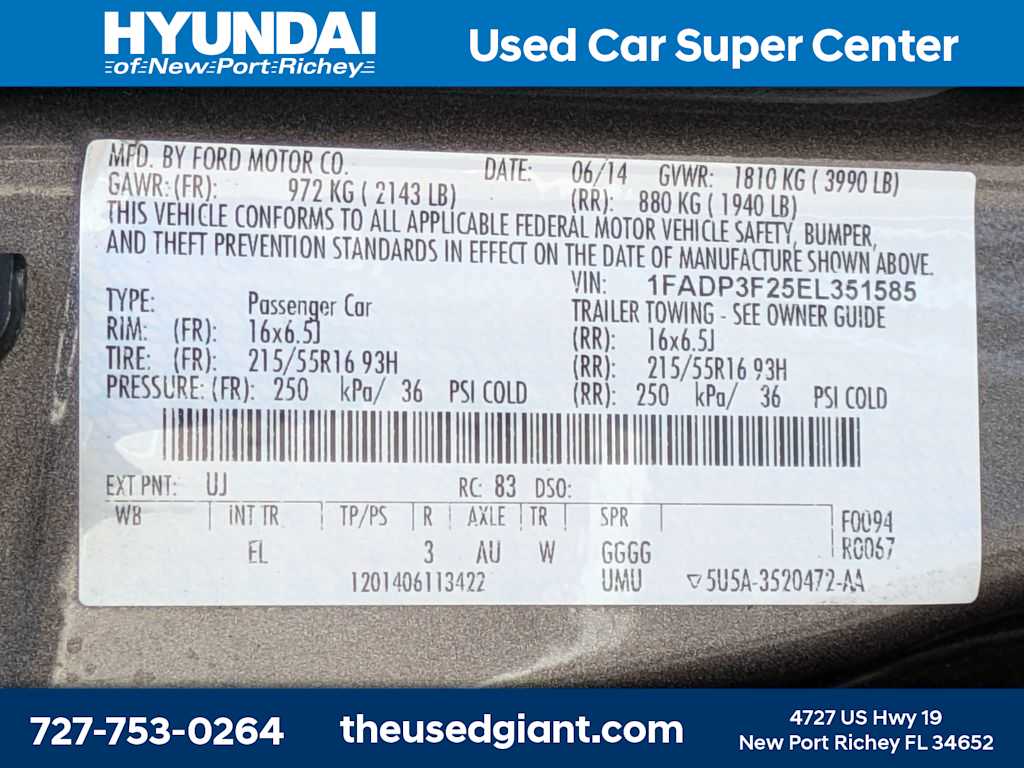 HYUNDAI
of New Port Richey
Used Car Super Center
MFD. BY FORD MOTOR CO. DATE: 06/14 GVWR: 1810 KG ( 3990 LB)
GAWR: (FR): 972 KG ( 2143 LB) (RR): 880 KG ( 1940 LB)
THIS VEHICLE CONFORMS TO ALL APPLICABLE FEDERAL MOTOR VEHICLE SAFETY, BUMPER,
AND THEFT PREVENTION STANDARDS IN EFFECT ON THE DATE OF MANUFACTURE SHOWN ABOVE.
VIN: 1FADP3F25EL351585
TYPE: Passenger Car TRAILER TOWING - SEE OWNER GUIDE
RIM: (FR): 16x6.5J (RR): 16x6.5J
TIRE: (FR): 215/55R16 93H (RR): 215/55R16 93H
PRESSURE: (FR): 250 kPa/ 36 PSI COLD (RR): 250 kPa/ 36 PSI COLD
EXT PNT: UJ RC: 83 DSO:
WB INT TR TP/PS R AXLE TR SPR F0094
EL 3 AU W GGGG R0067
1201406113422 UMU ▽5U5A-3520472-AA
727-753-0264 theusedgiant.com
4727 US Hwy 19
New Port Richey FL 34652